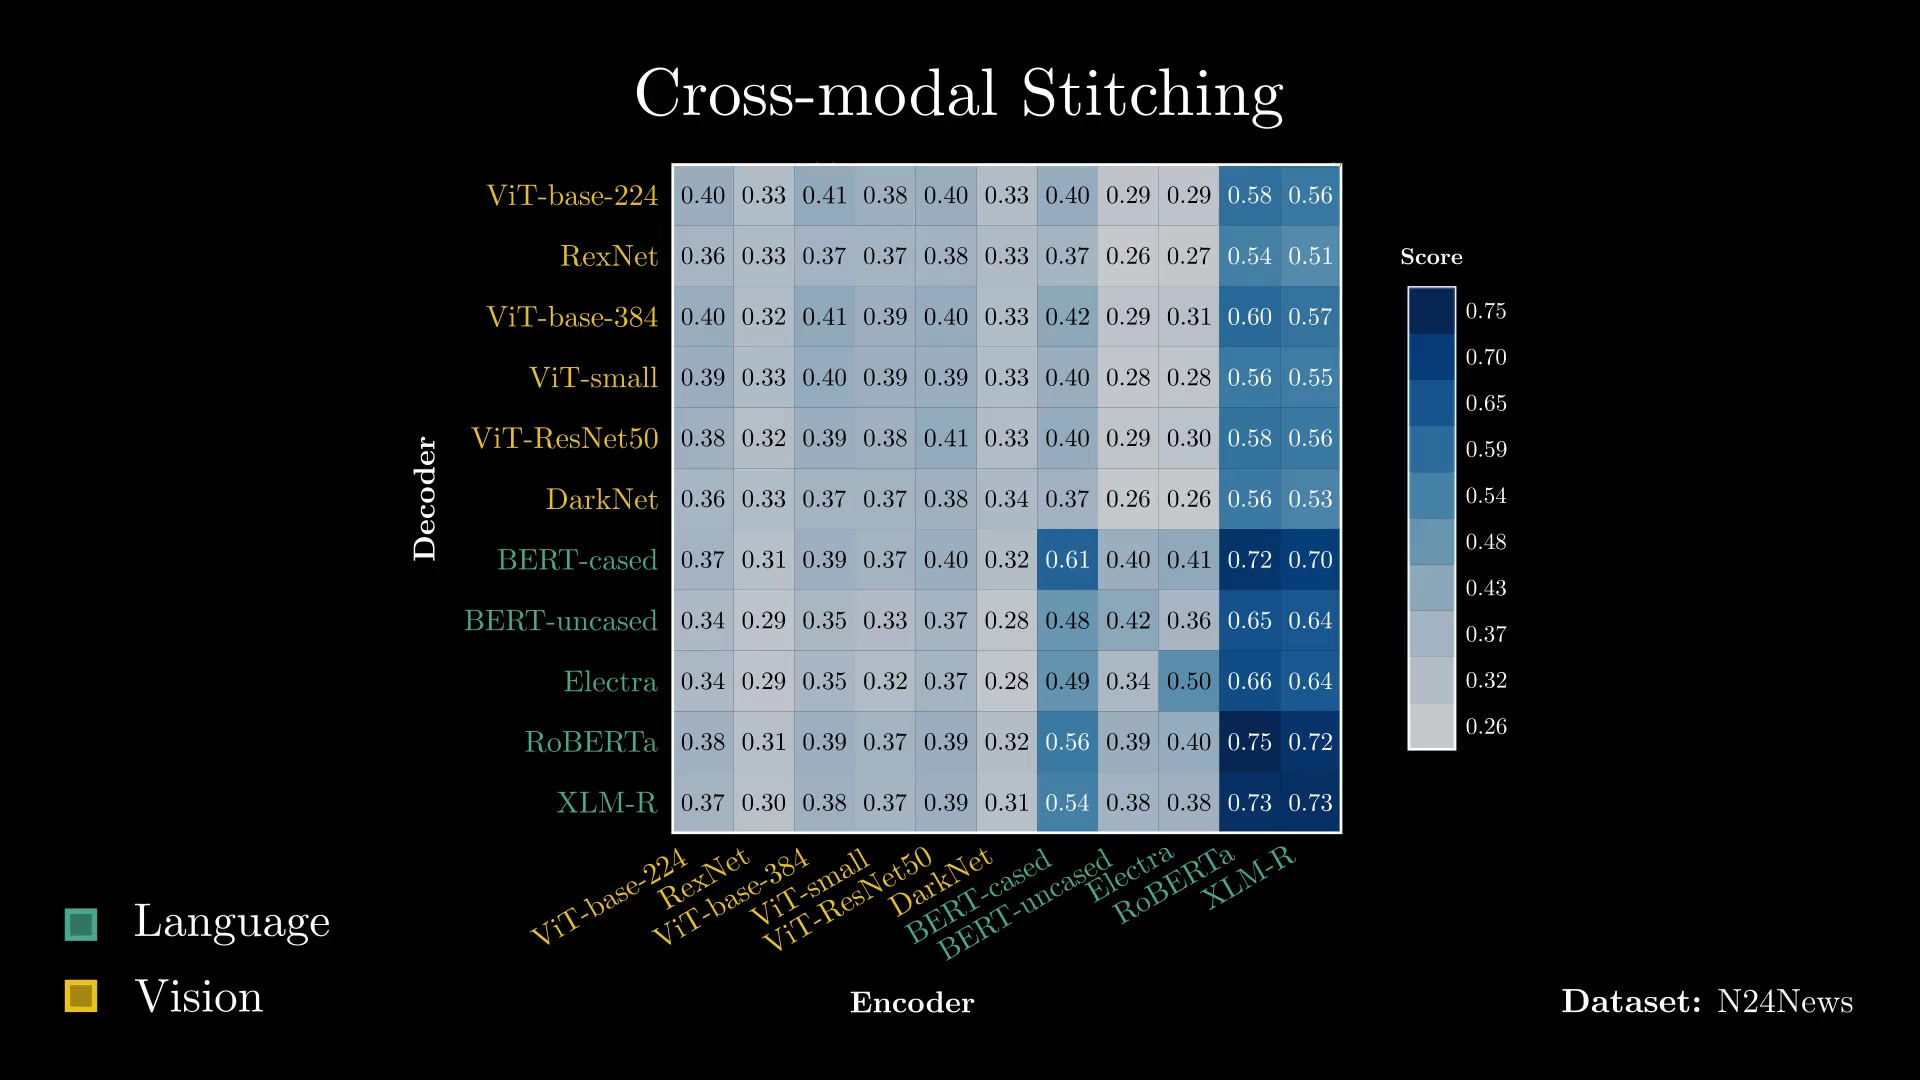 Cross-modal Stitching
ViT-base-224 0.40 0.33 0.41 0.38 0.40 0.33 0.40 0.29 0.29 0.58 0.56
RexNet 0.36 0.33 0.37 0.37 0.38 0.33 0.37 0.26 0.27 0.54 0.51
ViT-base-384 0.40 0.32 0.41 0.39 0.40 0.33 0.42 0.29 0.31 0.60 0.57
ViT-small 0.39 0.33 0.40 0.39 0.39 0.33 0.40 0.28 0.28 0.56 0.55
ViT-ResNet50 0.38 0.32 0.39 0.38 0.41 0.33 0.40 0.29 0.30 0.58 0.56
DarkNet 0.36 0.33 0.37 0.37 0.38 0.34 0.37 0.26 0.26 0.56 0.53
BERT-cased 0.37 0.31 0.39 0.37 0.40 0.32 0.61 0.40 0.41 0.72 0.70
BERT-uncased 0.34 0.29 0.35 0.33 0.37 0.28 0.48 0.42 0.36 0.65 0.64
Electra 0.34 0.29 0.35 0.32 0.37 0.28 0.49 0.34 0.50 0.66 0.64
RoBERTa 0.38 0.31 0.39 0.37 0.39 0.32 0.56 0.39 0.40 0.75 0.72
XLM-R 0.37 0.30 0.38 0.37 0.39 0.31 0.54 0.38 0.38 0.73 0.73
Decoder
ViT-base-224
RexNet
ViT-base-384
ViT-small
ViT-ResNet50
DarkNet
BERT-cased
BERT-uncased
Electra
RoBERTa
XLM-R
Encoder
Score
0.75
0.70
0.65
0.59
0.54
0.48
0.43
0.37
0.32
0.26
Language
Vision
Dataset: N24News